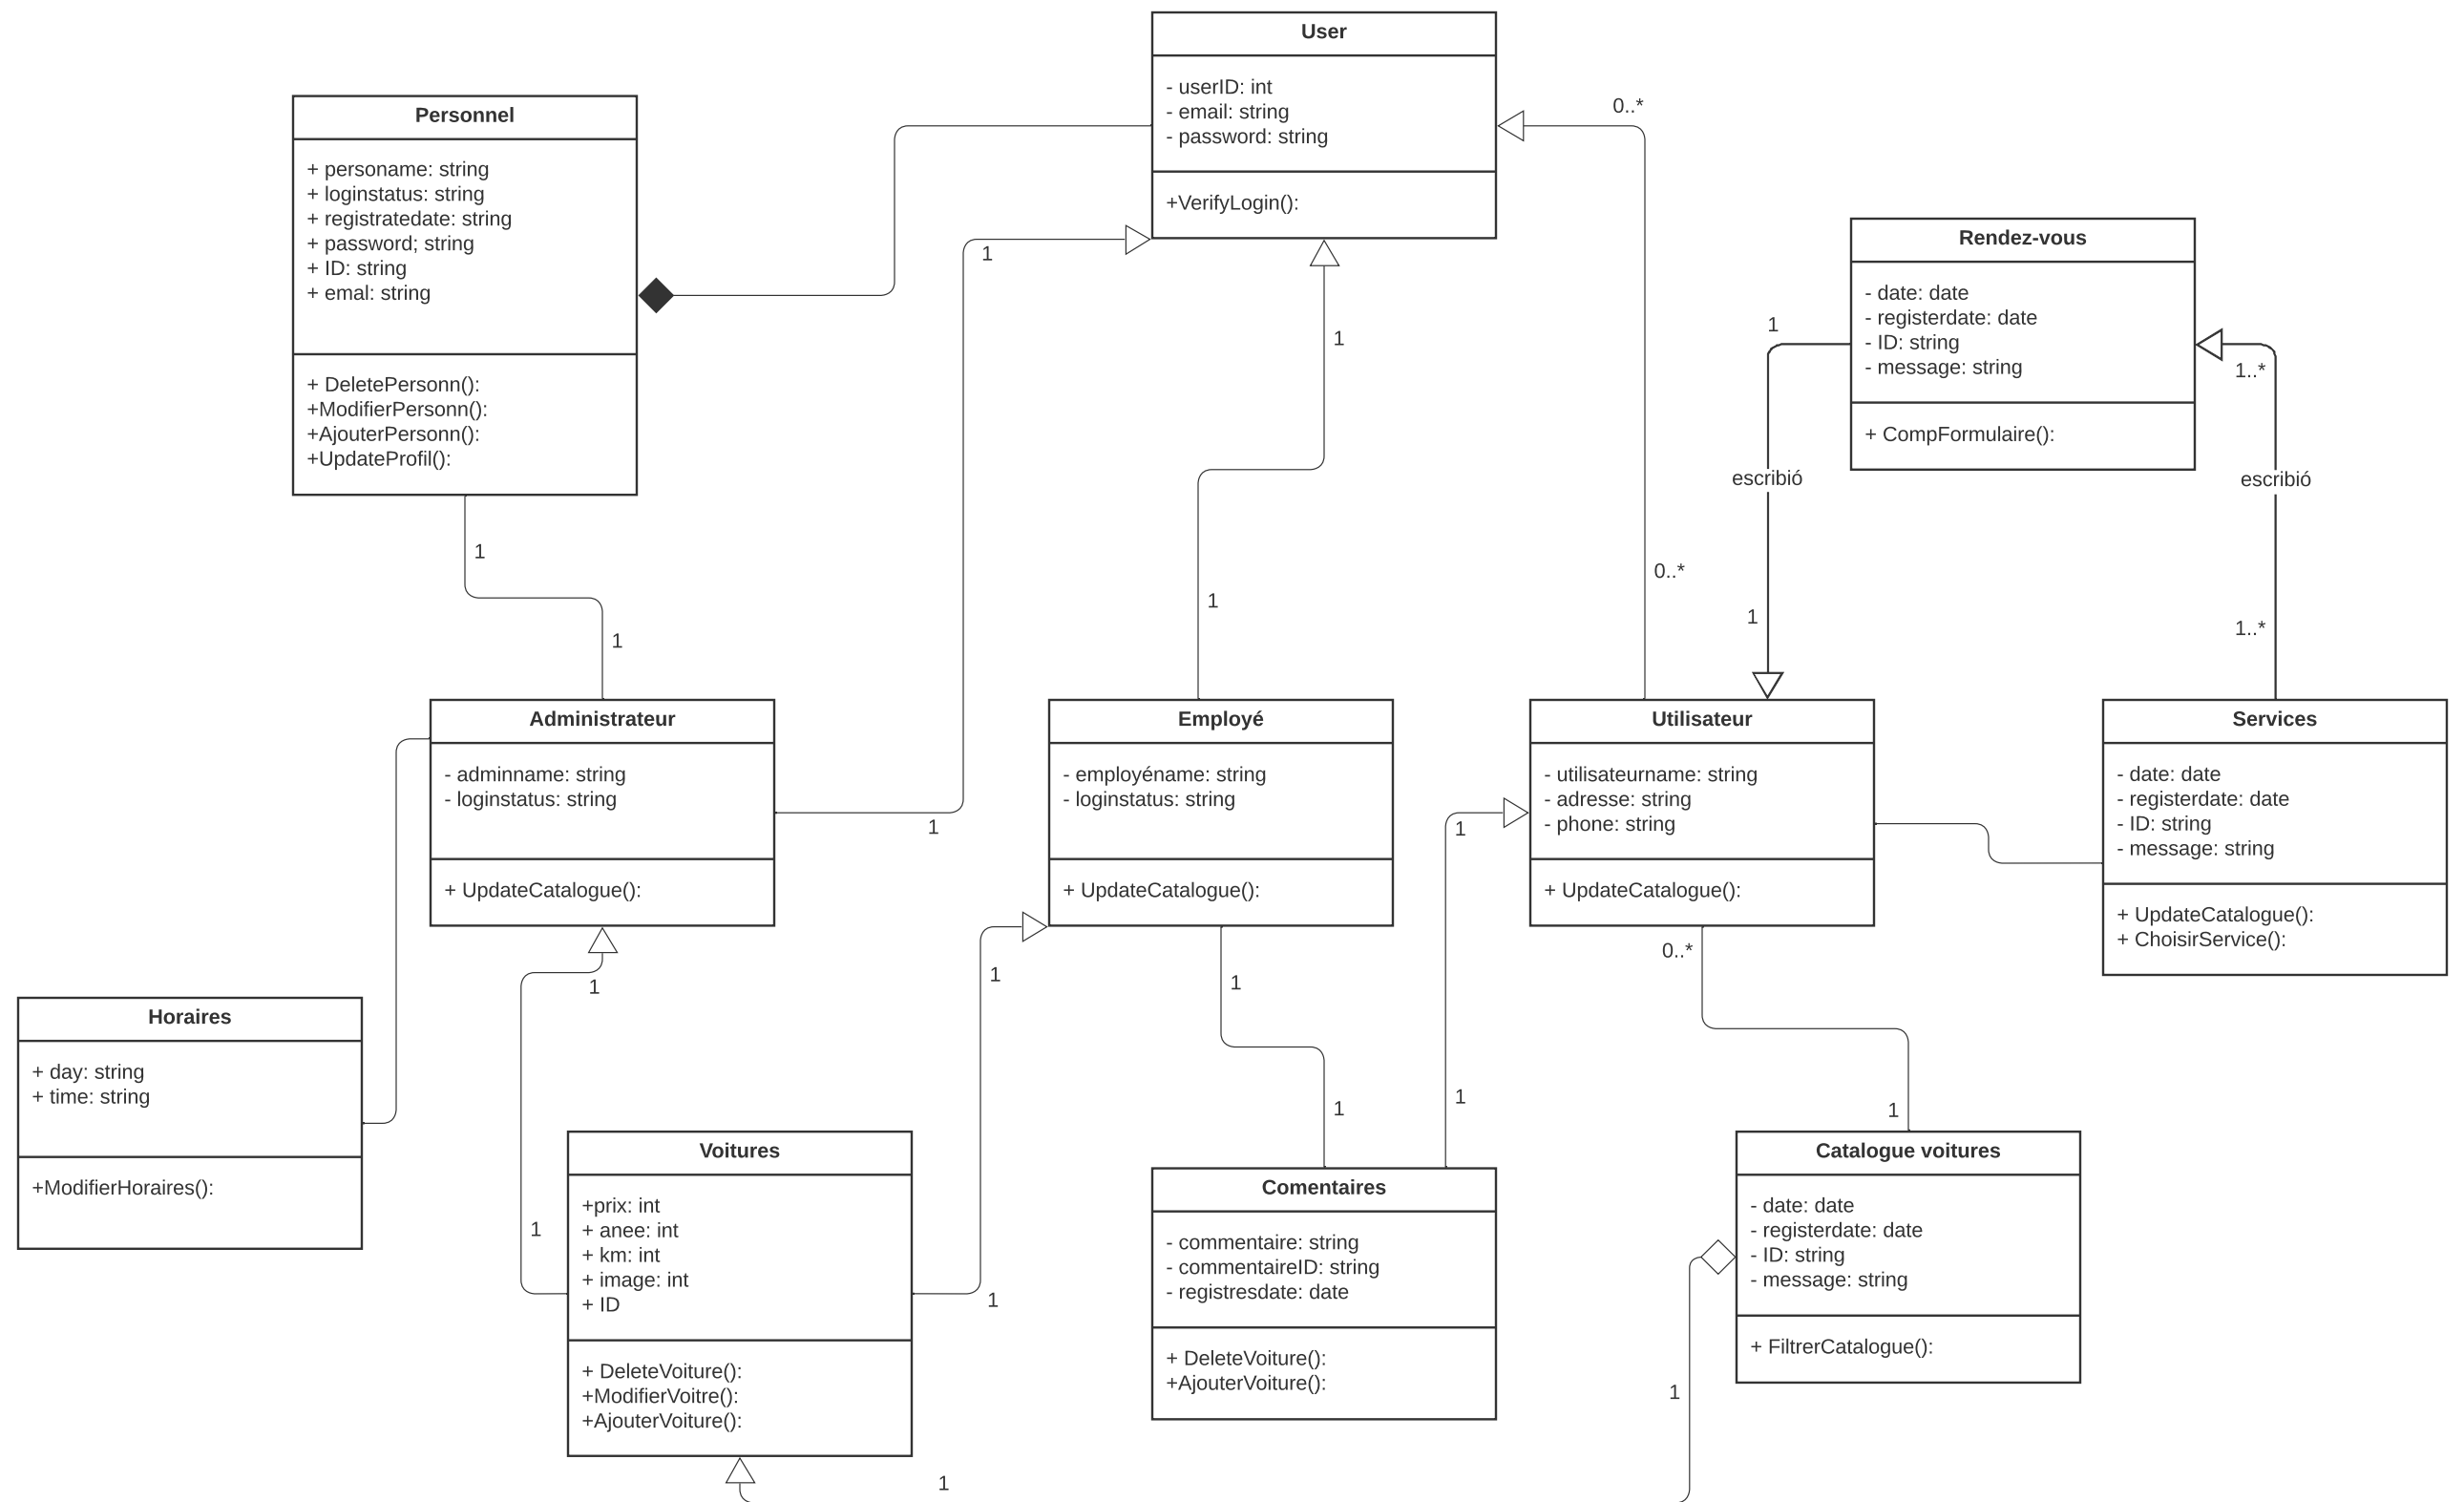 User
- userID: int
- email: string
- password: string
+VerifyLogin():
Personnel
+ personame: string
+ loginstatus: string
+ registratedate: string
+ password; string
+ ID: string
+ emal: string
+ DeletePersonn():
+ModifierPersonn():
+AjouterPersonn():
+UpdateProfil():
0..*
1
1
Rendez-vous
- date: date
- registerdate: date
- ID: string
- message: string
+ CompFormulaire():
1
1..*
escribió
escribió
1
1
1
0..*
1
1..*
Administrateur
- adminname: string
- loginstatus: string
+ UpdateCatalogue():
1
Employé
- employéname: string
- loginstatus: string
+ UpdateCatalogue():
1
Utilisateur
- utilisateurname: string
- adresse: string
- phone: string
+ UpdateCatalogue():
Services
- date: date
- registerdate: date
- ID: string
- message: string
+ UpdateCatalogue():
+ ChoisirService():
1
1
1
0..*
Horaires
+ day: string
+ time: string
+ModifierHoraires():
1
1
1
1
1
Voitures
+prix: int
+ anee: int
+ km: int
+ image: int
+ ID
+ DeleteVoiture():
+ModifierVoitre():
+AjouterVoiture():
Comentaires
- commentaire: string
- commentaireID: string
- registresdate: date
+ DeleteVoiture():
+AjouterVoiture():
Catalogue voitures
- date: date
- registerdate: date
- ID: string
- message: string
+ FiltrerCatalogue():
1
1